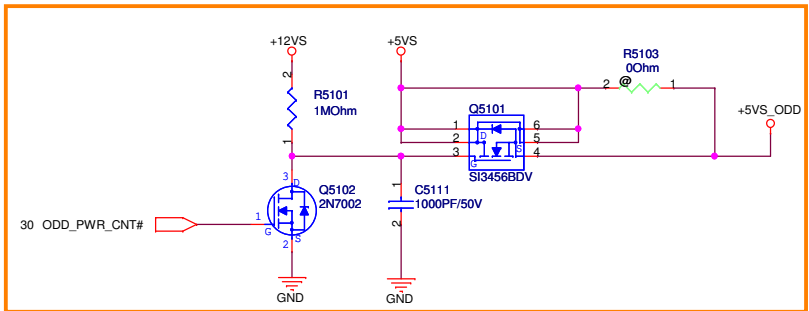 +12VS
+5VS
R5103
0Ohm
2
@
1
2
R5101
1MOhm
1
Q5101
1
2
3
D
S
G
6
5
4
SI3456BDV
+5VS_ODD
3
D
Q5102
2N7002
1
G
2
S
1
C5111
1000PF/50V
2
30 ODD_PWR_CNT#
GND
GND